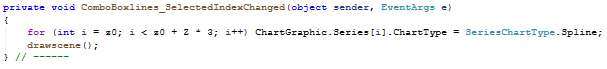 private void ComboBoxlines_SelectedIndexChanged(object sender, EventArgs e)
{
for (int i = z0; i < z0 + Z * 3; i++) ChartGraphic.Series[i].ChartType = SeriesChartType.Spline;
drawscene();
} // ------